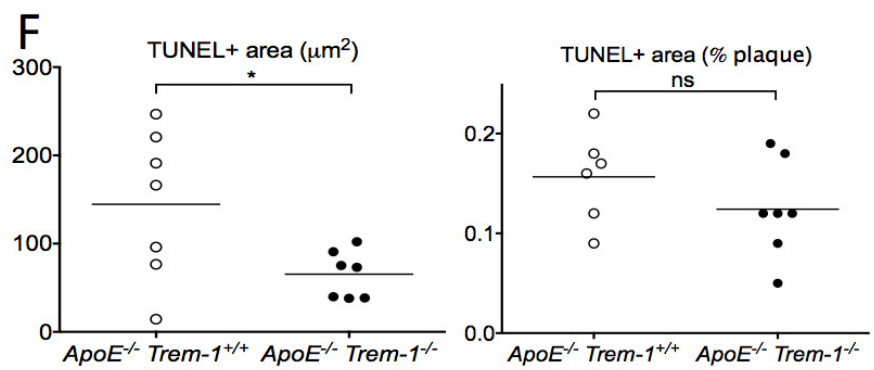 F
TUNEL+ area (μm²)
300
*
200
100
0
ApoE⁻/⁻ Trem-1⁺/⁺ ApoE⁻/⁻ Trem-1⁻/⁻
TUNEL+ area (% plaque)
ns
0.2
0.1
0.0
ApoE⁻/⁻ Trem-1⁺/⁺ ApoE⁻/⁻ Trem-1⁻/⁻